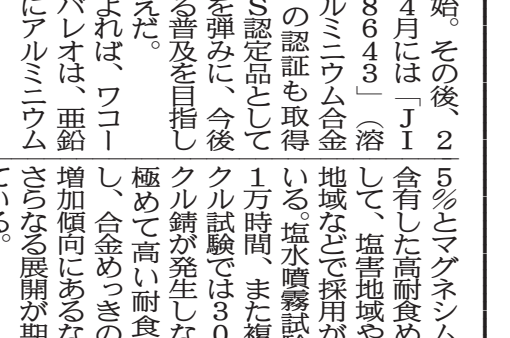 始。その後、2
4月には「JI
8643」（溶
ルミニウム合金
の認証も取得
S認定品として
を弾みに、今後
る普及を目指し
えだ。
よれば、ワコー
バレオは、亜鉛
にアルミニウム
5％とマグネシム
含有した高耐食め
して、塩害地域や
地域などで採用が
いる。塩水噴霧試験
1万時間、また複
クル試験では30
クル錆が発生しな
極めて高い耐食
し、合金めっきの
増加傾向にあるな
さらなる展開が期
ている。